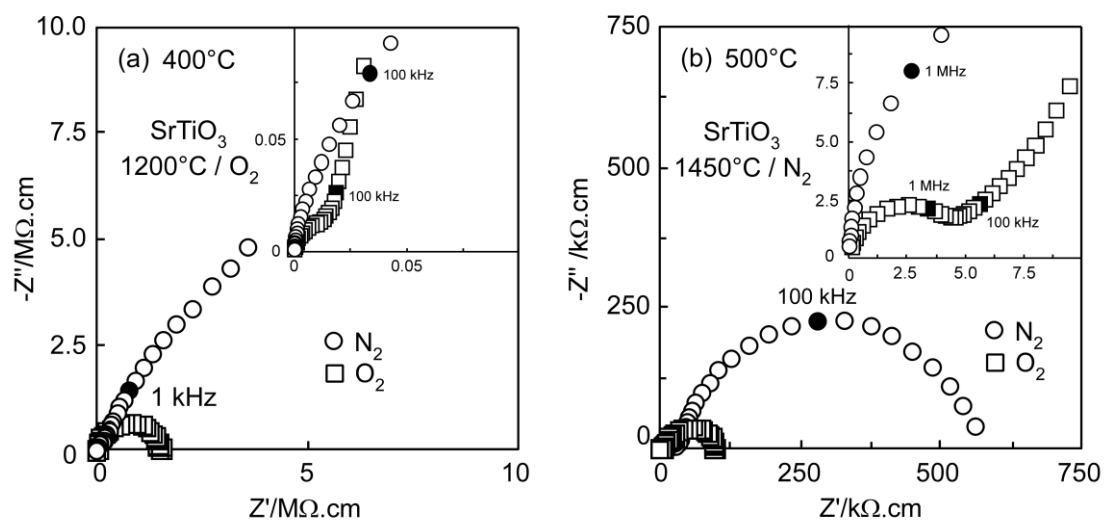 10.0
(a) 400°C
SrTiO3
1200°C / O2
7.5
5.0
2.5
0
-Z''/MΩ.cm
0.05
0
0
0.05
100 kHz
100 kHz
1 kHz
N2
O2
0
5
10
Z'/MΩ.cm
750
(b) 500°C
SrTiO3
1450°C / N2
500
250
0
-Z''/kΩ.cm
7.5
5.0
2.5
0
0
2.5
5.0
7.5
1 MHz
1 MHz
100 kHz
100 kHz
N2
O2
0
250
500
750
Z'/kΩ.cm